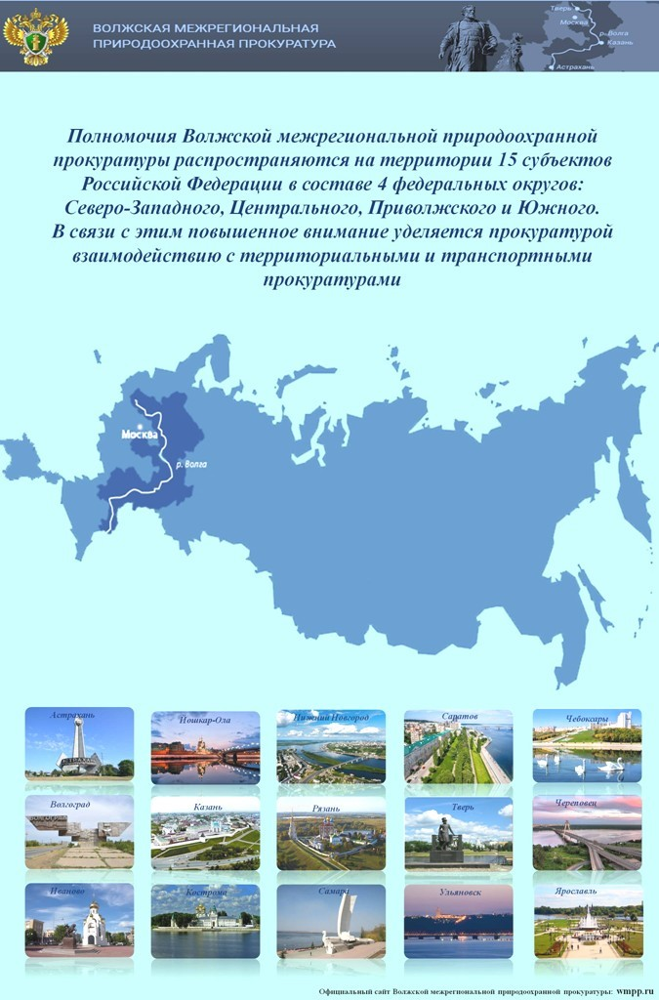 ВОЛЖСКАЯ МЕЖРЕГИОНАЛЬНАЯ
ПРИРОДООХРАННАЯ ПРОКУРАТУРА
Тверь
Москва
р. Волга
Казань
Астрахань
Полномочия Волжской межрегиональной природоохранной
прокуратуры распространяются на территории 15 субъектов
Российской Федерации в составе 4 федеральных округов:
Северо-Западного, Центрального, Приволжского и Южного.
В связи с этим повышенное внимание уделяется прокуратурой
взаимодействию с территориальными и транспортными
прокуратурами
Москва
р. Волга
Астрахань
Йошкар-Ола
Нижний Новгород
Саратов
Чебоксары
АСТРАХАНЬ
Волгоград
Казань
Рязань
Тверь
Череповец
Иваново
Кострома
Самара
Ульяновск
Ярославль
Официальный сайт Волжской межрегиональной природоохранной прокуратуры: wmpp.ru